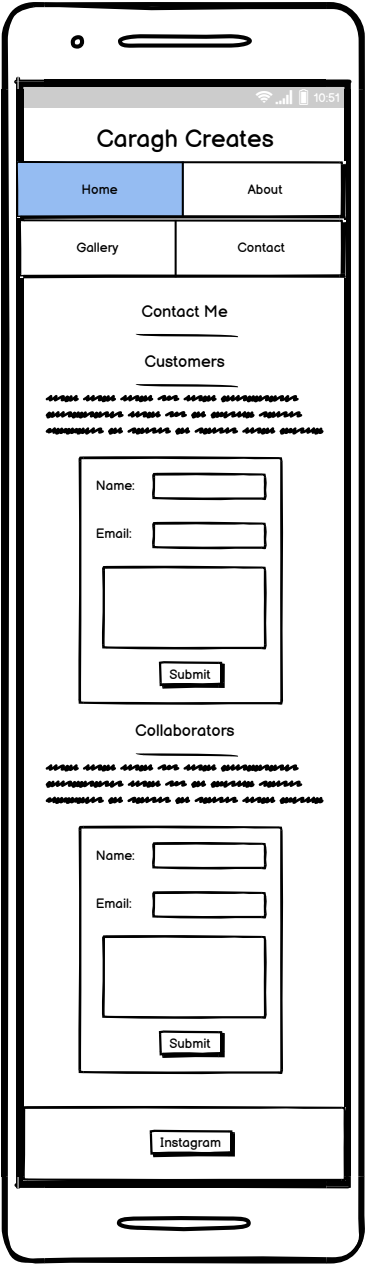 10:51
Caragh Creates
Home About
Gallery Contact
Contact Me
Customers
Name:
Email:
Submit
Collaborators
Name:
Email:
Submit
Instagram